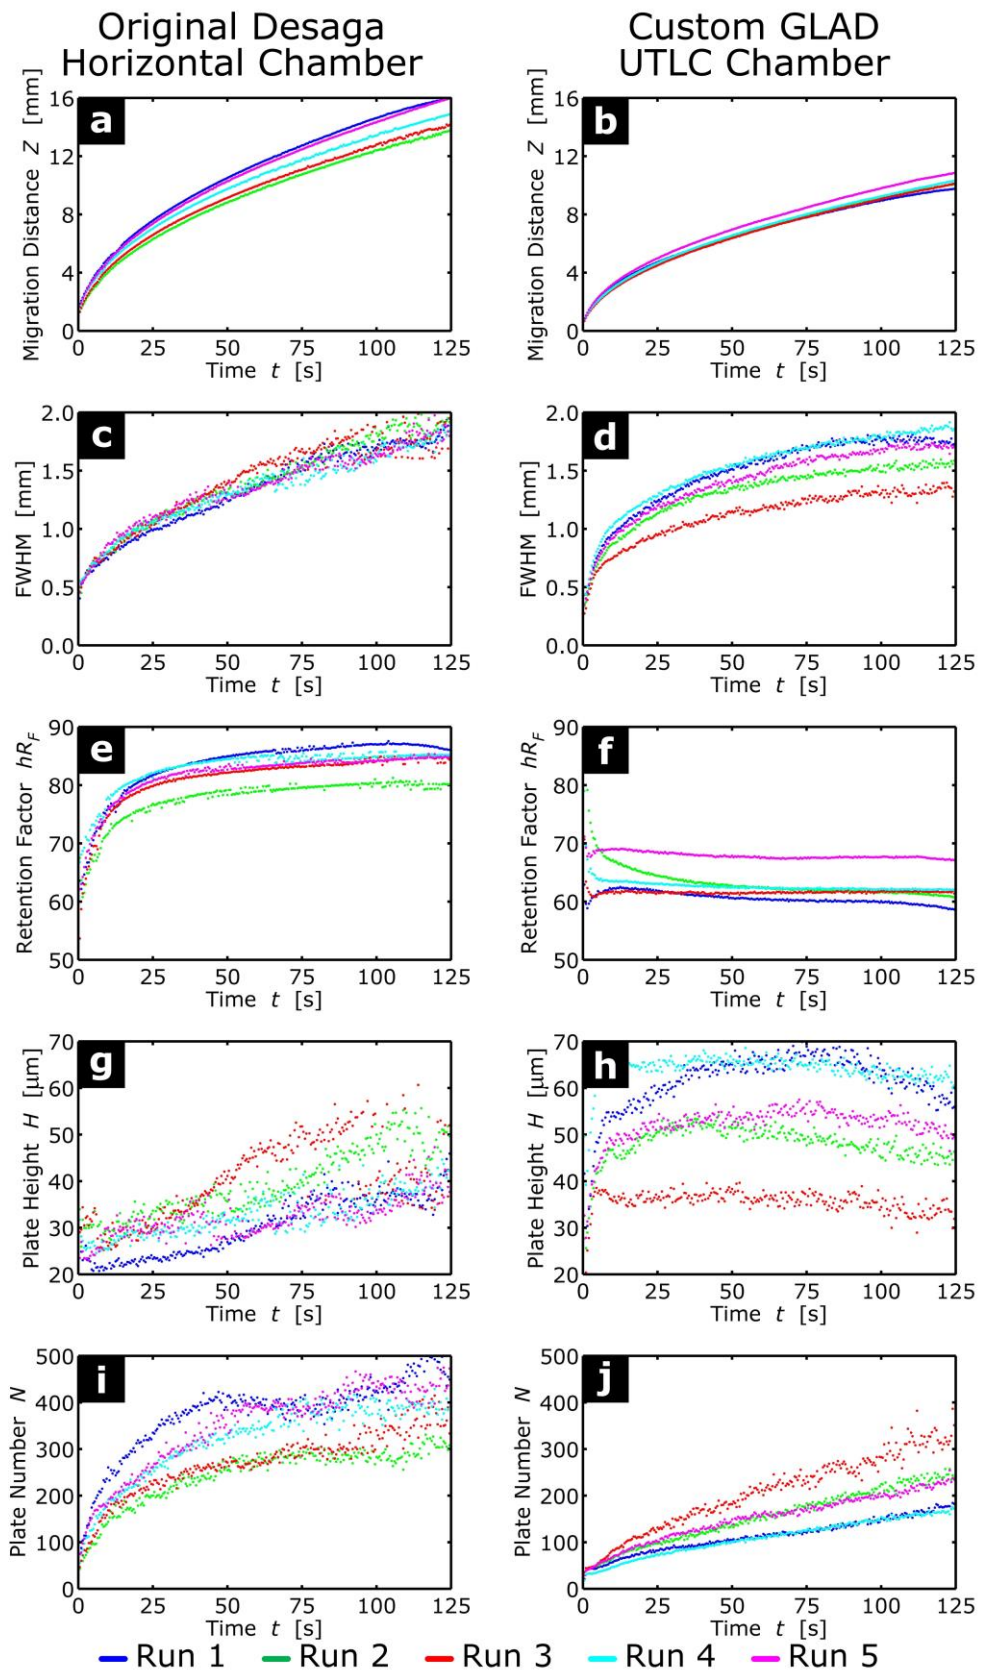 Original Desaga
Horizontal Chamber
Custom GLAD
UTLC Chamber
a
Migration Distance Z [mm]
16
12
8
4
0
0 25 50 75 100 125
Time t [s]
b
Migration Distance Z [mm]
16
12
8
4
0
0 25 50 75 100 125
Time t [s]
c
FWHM [mm]
2.0
1.5
1.0
0.5
0.0
0 25 50 75 100 125
Time t [s]
d
FWHM [mm]
2.0
1.5
1.0
0.5
0.0
0 25 50 75 100 125
Time t [s]
e
Retention Factor hRF
90
80
70
60
50
0 25 50 75 100 125
Time t [s]
f
Retention Factor hRF
90
80
70
60
50
0 25 50 75 100 125
Time t [s]
g
Plate Height H [μm]
70
60
50
40
30
20
0 25 50 75 100 125
Time t [s]
h
Plate Height H [μm]
70
60
50
40
30
20
0 25 50 75 100 125
Time t [s]
i
Plate Number N
500
400
300
200
100
0
0 25 50 75 100 125
Time t [s]
j
Plate Number N
500
400
300
200
100
0
0 25 50 75 100 125
Time t [s]
Run 1 Run 2 Run 3 Run 4 Run 5